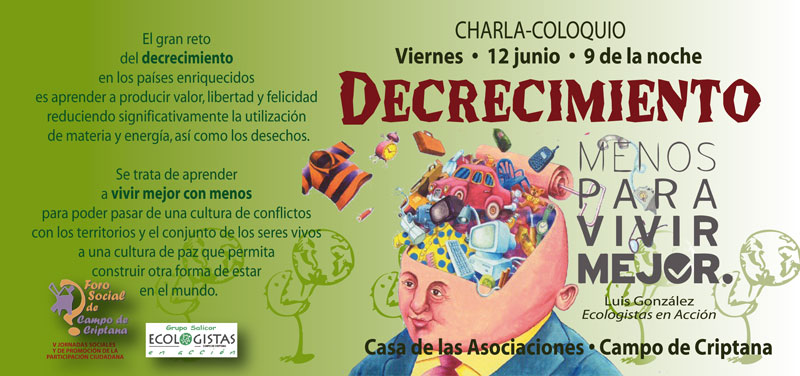 El gran reto
del decrecimiento
en los países enriquecidos
es aprender a producir valor, libertad y felicidad
reduciendo significativamente la utilización
de materia y energía, así como los desechos.
Se trata de aprender
a vivir mejor con menos
para poder pasar de una cultura de conflictos
con los territorios y el conjunto de los seres vivos
a una cultura de paz que permita
construir otra forma de estar
en el mundo.
Foro
Social
de
Campo de
Criptana
V JORNADAS SOCIALES
Y DE PROMOCIÓN DE LA
PARTICIPACIÓN CIUDADANA
Grupo Salicor
ECOLOGISTAS
CAMPO DE CRIPTANA
en acción
CHARLA-COLOQUIO
Viernes • 12 junio • 9 de la noche
DECRECIMIENTO
MENOS
PARA
VIVIR
MEJOR.
Luis González
Ecologistas en Acción
Casa de las Asociaciones • Campo de Criptana